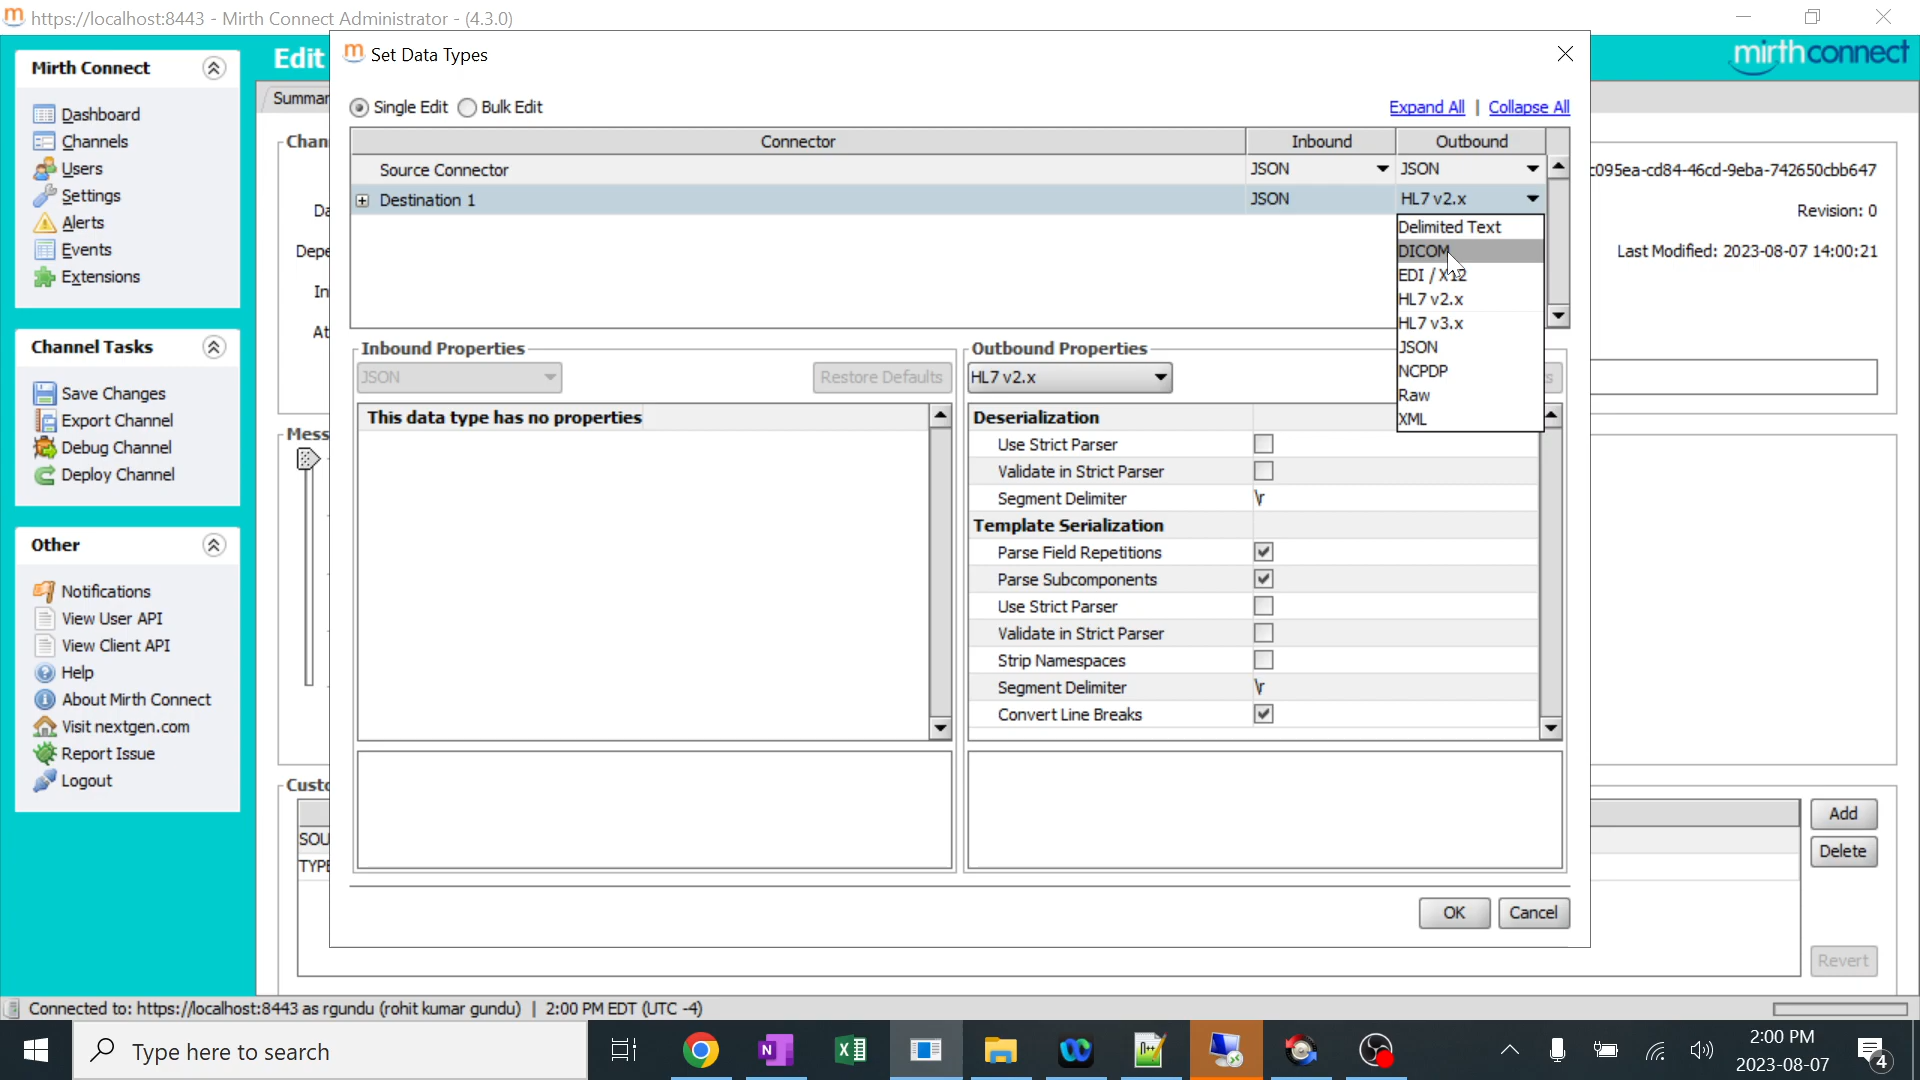 https://localhost:8443 - Mirth Connect Administrator - (4.3.0)
Mirth Connect
Dashboard
Channels
Users
Settings
Alerts
Events
Extensions
Channel Tasks
Save Changes
Export Channel
Debug Channel
Deploy Channel
Other
Notifications
View User API
View Client API
Help
About Mirth Connect
Visit nextgen.com
Report Issue
Logout
Edit
mirthconnect
Set Data Types
Single Edit
Bulk Edit
Expand All | Collapse All
Connector
Inbound
Outbound
Source Connector
JSON
JSON
Destination 1
JSON
HL7 v2.x
Delimited Text
DICOM
EDI / X12
HL7 v2.x
HL7 v3.x
JSON
NCPDP
Raw
XML
Inbound Properties
JSON
Restore Defaults
This data type has no properties
Outbound Properties
HL7 v2.x
Deserialization
Use Strict Parser
Validate in Strict Parser
Segment Delimiter \r
Template Serialization
Parse Field Repetitions
Parse Subcomponents
Use Strict Parser
Validate in Strict Parser
Strip Namespaces
Segment Delimiter \r
Convert Line Breaks
OK
Cancel
Summar
Chan
Da
Depe
In
At
Mess
Custo
SOU
TYPE
c095ea-cd84-46cd-9eba-742650cbb647
Revision: 0
Last Modified: 2023-08-07 14:00:21
Add
Delete
Revert
Connected to: https://localhost:8443 as rgundu (rohit kumar gundu) | 2:00 PM EDT (UTC -4)
Type here to search
2:00 PM
2023-08-07
4